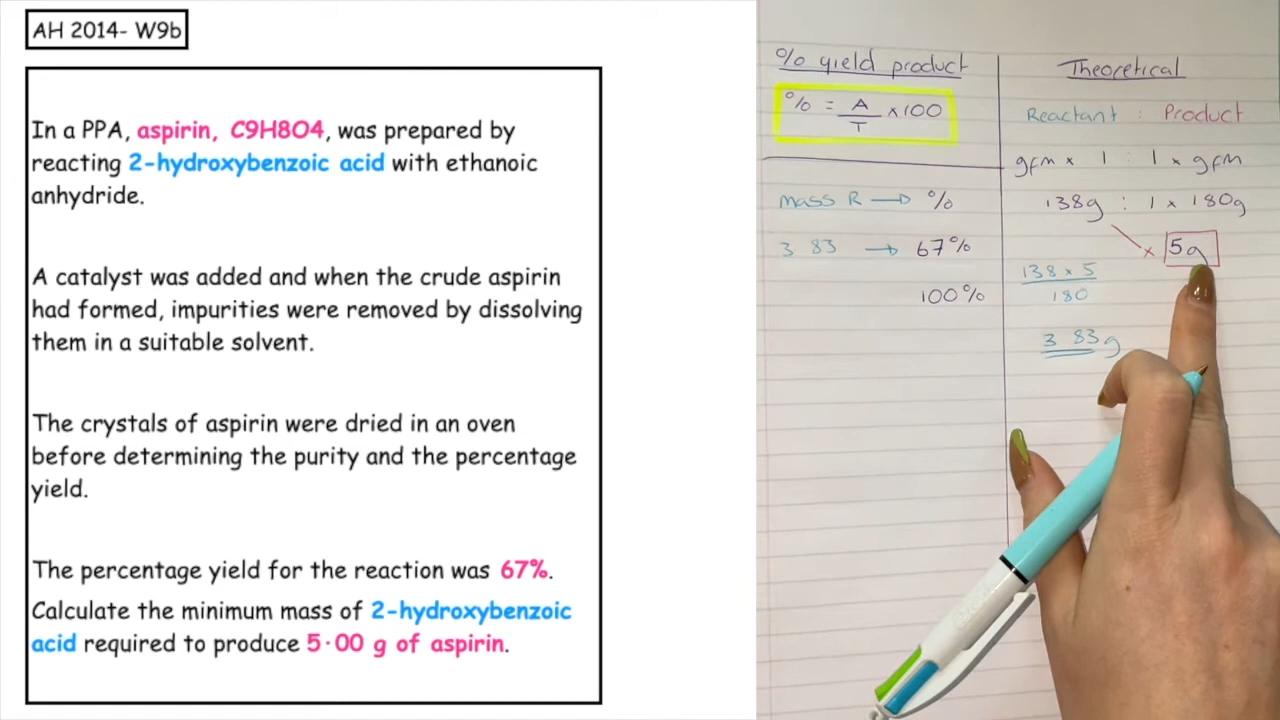 AH 2014- W9b
In a PPA, aspirin, C9H8O4, was prepared by
reacting 2-hydroxybenzoic acid with ethanoic
anhydride.
A catalyst was added and when the crude aspirin
had formed, impurities were removed by dissolving
them in a suitable solvent.
The crystals of aspirin were dried in an oven
before determining the purity and the percentage
yield.
The percentage yield for the reaction was 67%.
Calculate the minimum mass of 2-hydroxybenzoic
acid required to produce 5·00 g of aspirin.
% yield product
% = A/T x100
mass R → %
3 83 → 67%
100%
Theoretical
Reactant : Product
gfm x 1 : 1 x gfm
138g : 1 x 180g
x 5g
138 x 5
180
3 83g